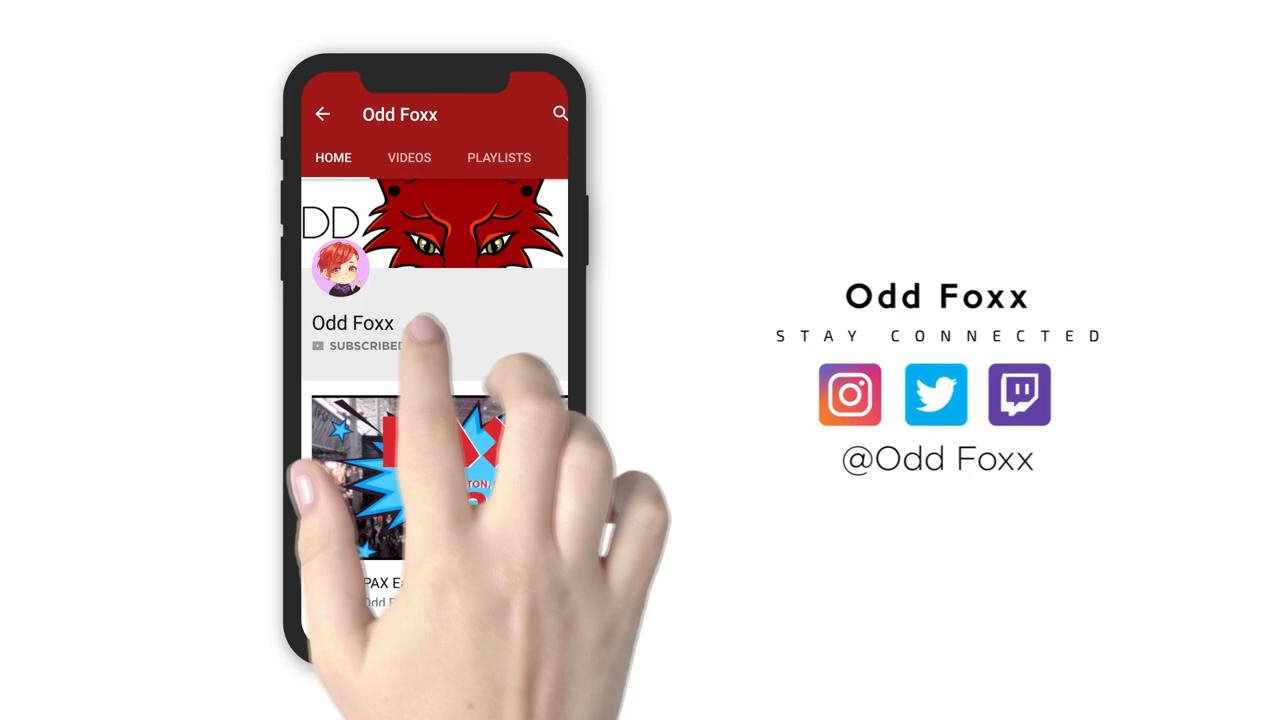 Odd Foxx
HOME VIDEOS PLAYLISTS
DD
Odd Foxx
SUBSCRIBED
PAX
Odd Foxx
STAY CONNECTED
@Odd Foxx